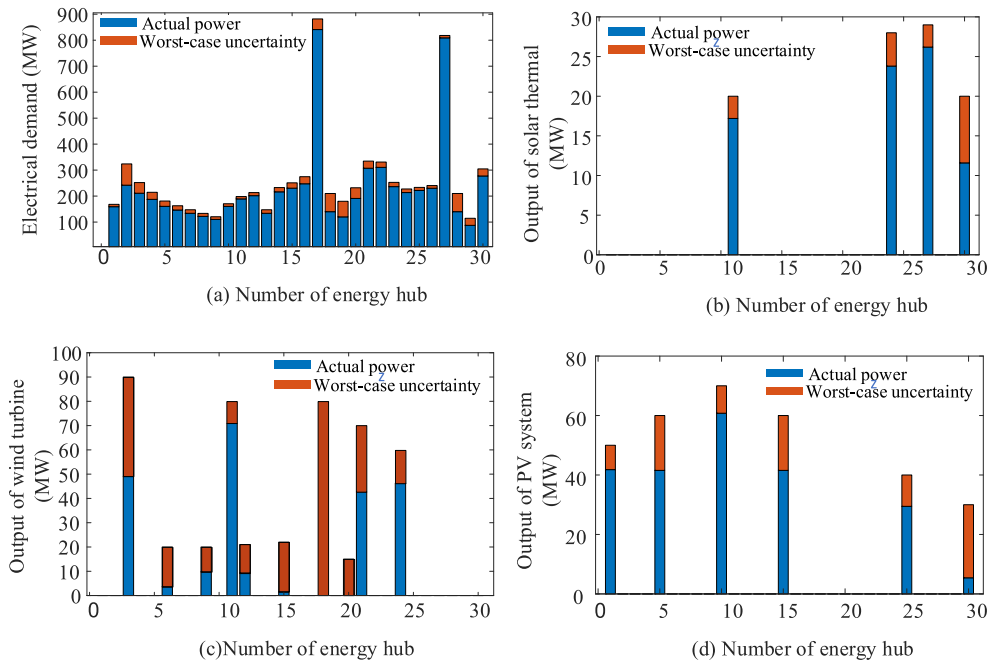 Electrical demand (MW)
900
800
700
600
500
400
300
200
100
0
5
10
15
20
25
30
Actual power
Worst-case uncertainty
(a) Number of energy hub
Output of solar thermal
(MW)
30
25
20
15
10
5
0
0
5
10
15
20
25
30
Actual power
Worst-case uncertainty
z
(b) Number of energy hub
Output of wind turbine
(MW)
100
90
80
70
60
50
40
30
20
10
0
0
5
10
15
20
25
30
Actual power
Worst-case uncertainty
z
(c)Number of energy hub
Output of PV system
(MW)
80
60
40
20
0
0
5
10
15
20
25
30
Actual power
Worst-case uncertainty
z
(d) Number of energy hub